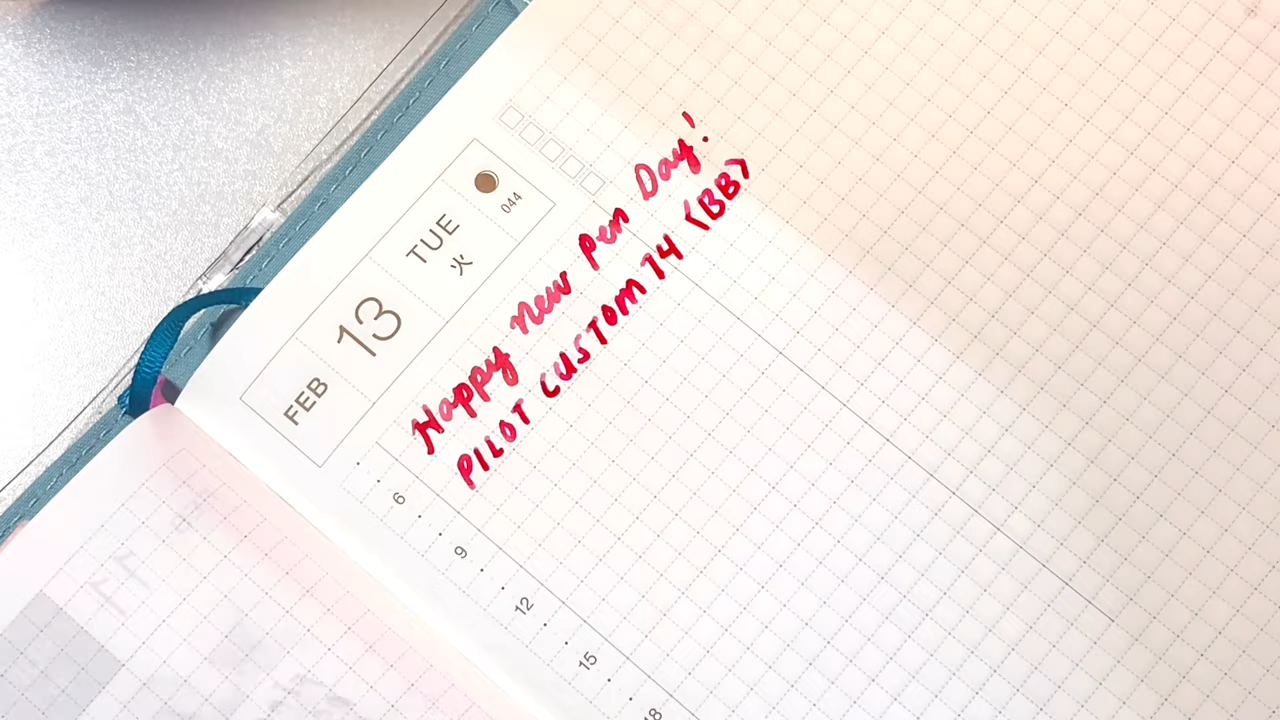 FEB 13 TUE
火
044
Happy New Pen Day!
PILOT CUSTOM 74 <BB>
6
9
12
15
18